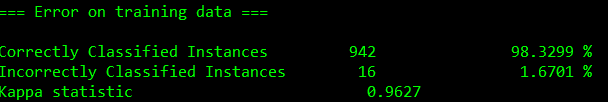 === Error on training data ===
Correctly Classified Instances 942 98.3299 %
Incorrectly Classified Instances 16 1.6701 %
Kappa statistic 0.9627